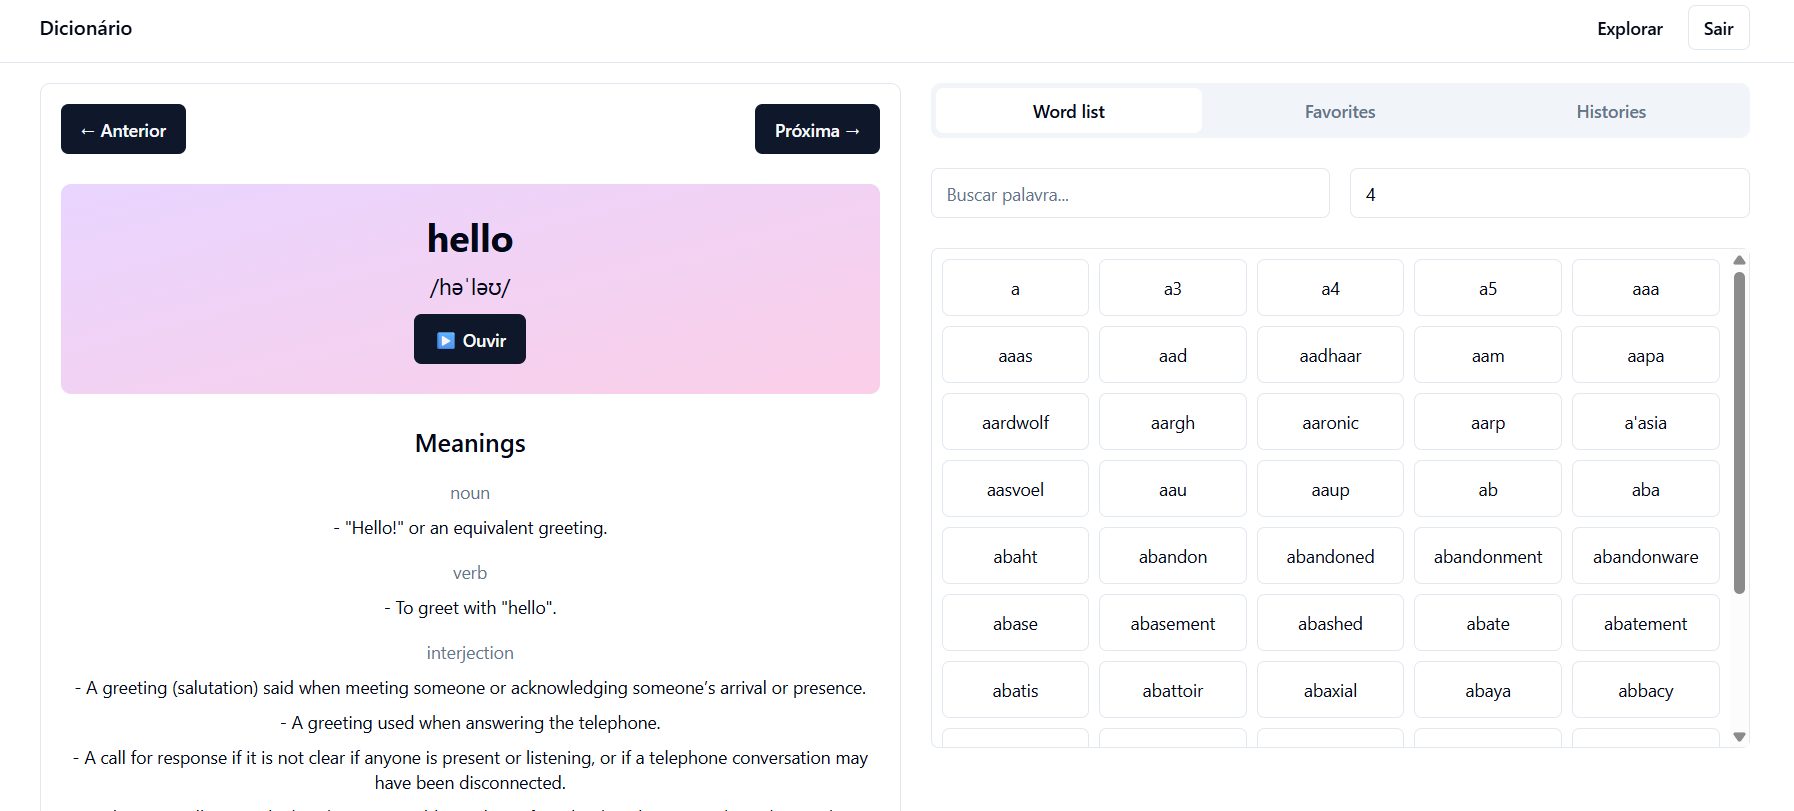 Dicionário
Explorar
Sair
← Anterior
Próxima →
hello
/həˈləʊ/
▶ Ouvir
Meanings
noun
- "Hello!" or an equivalent greeting.
verb
- To greet with "hello".
interjection
- A greeting (salutation) said when meeting someone or acknowledging someone’s arrival or presence.
- A greeting used when answering the telephone.
- A call for response if it is not clear if anyone is present or listening, or if a telephone conversation may
have been disconnected.
Word list
Favorites
Histories
Buscar palavra...
4
a
a3
a4
a5
aaa
aaas
aad
aadhaar
aam
aapa
aardwolf
aargh
aaronic
aarp
a'asia
aasvoel
aau
aaup
ab
aba
abaht
abandon
abandoned
abandonment
abandonware
abase
abasement
abashed
abate
abatement
abatis
abattoir
abaxial
abaya
abbacy